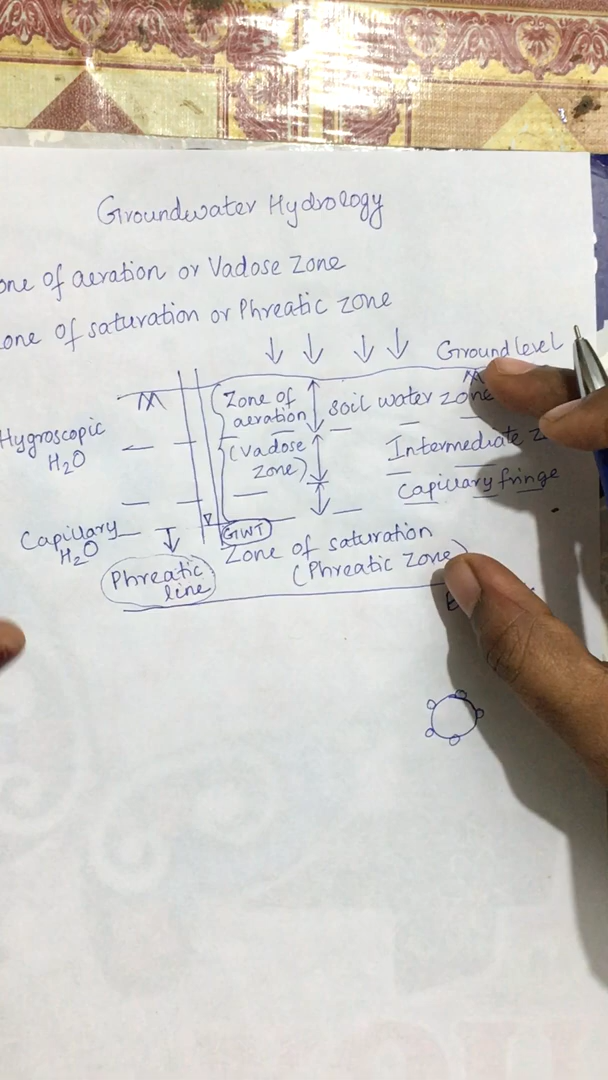 Groundwater Hydrology
one of aeration or Vadose Zone
one of saturation or Phreatic zone
Ground level
Zone of
aeration
soil water zone
Hygroscopic
H2O
(Vadose
zone)
Intermediate Z
Capillary fringe
Capillary
H2O
GWT
Zone of saturation
(Phreatic Zone)
Phreatic
line